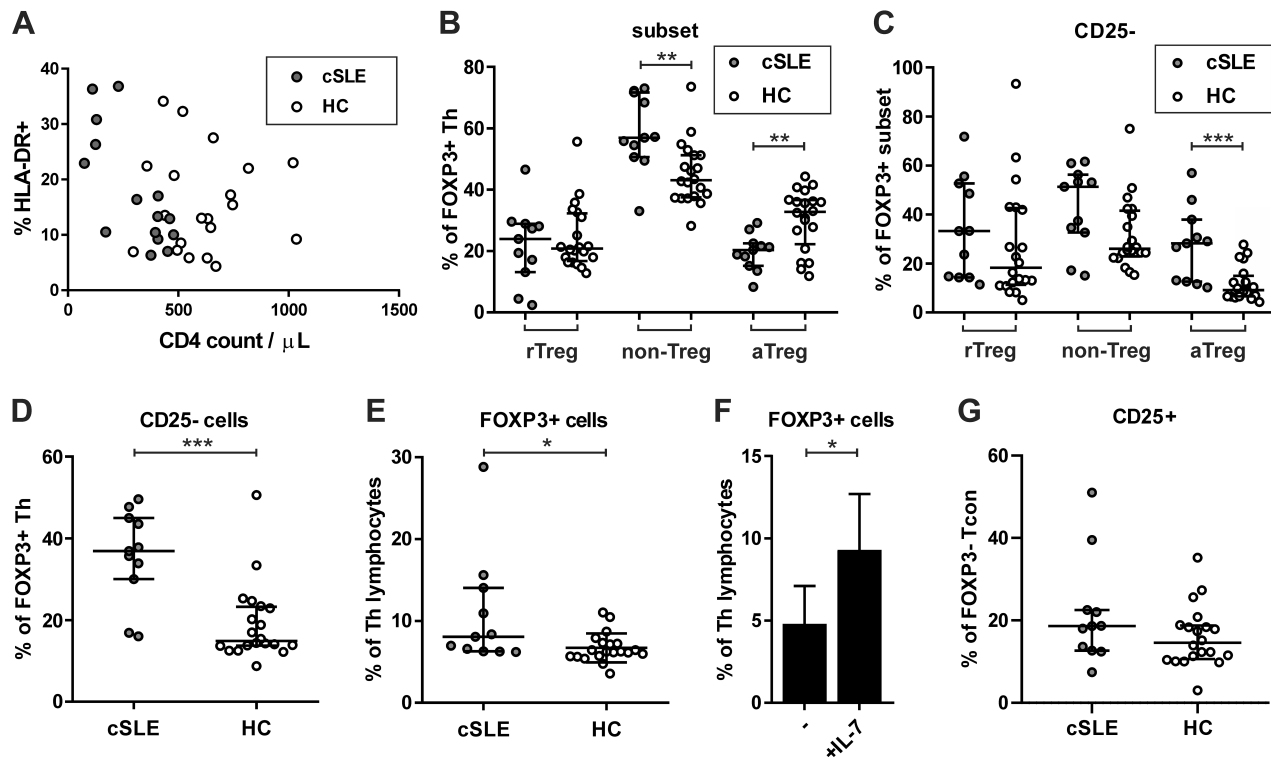 A
% HLA-DR+
40
30
20
10
0
0
500
1000
1500
CD4 count / μL
cSLE
HC
B
subset
% of FOXP3+ Th
80
60
40
20
0
**
**
cSLE
HC
rTreg
non-Treg
aTreg
C
CD25-
% of FOXP3+ subset
100
80
60
40
20
0
***
cSLE
HC
rTreg
non-Treg
aTreg
D
CD25- cells
***
% of FOXP3+ Th
60
40
20
0
cSLE
HC
E
FOXP3+ cells
*
% of Th lymphocytes
30
20
10
0
cSLE
HC
F
FOXP3+ cells
*
% of Th lymphocytes
15
10
5
0
-
+IL-7
G
CD25+
% of FOXP3- Tcon
60
40
20
0
cSLE
HC